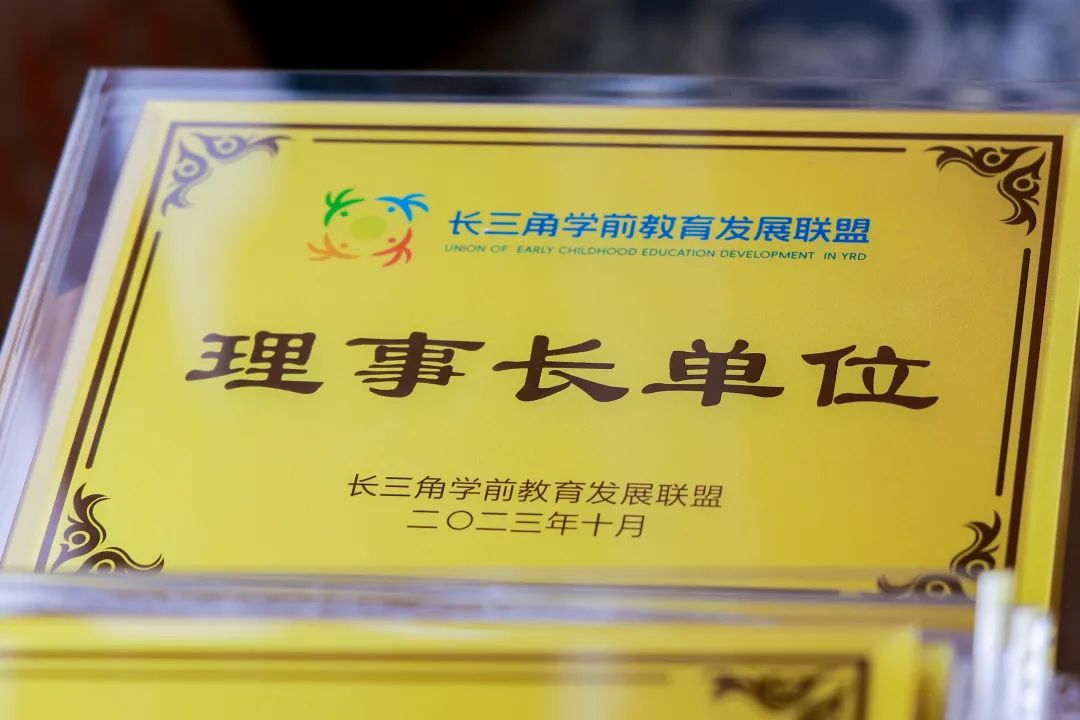 长三角学前教育发展联盟
UNION OF EARLY CHILDHOOD EDUCATION DEVELOPMENT IN YRD
理事长单位
长三角学前教育发展联盟
二〇二三年十月